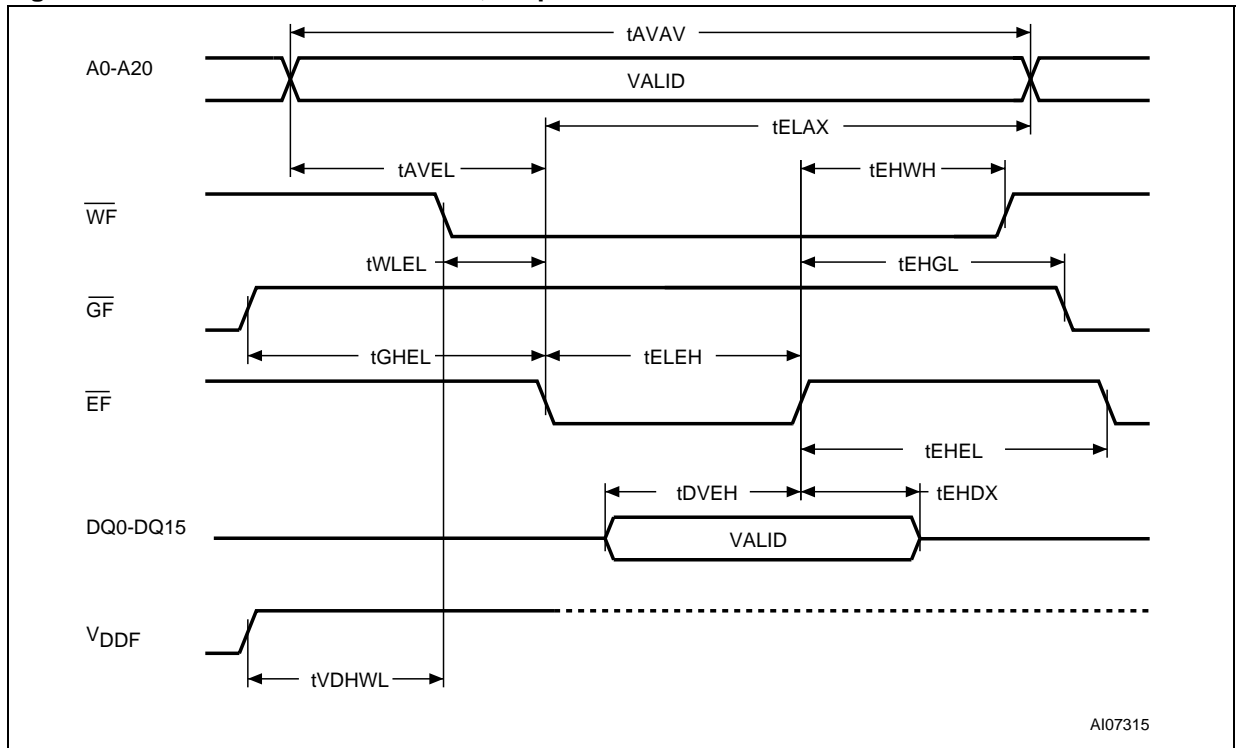 tAVAV
A0-A20
VALID
tELAX
tAVEL
tEHWH
WF
tWLEL
tEHGL
GF
tGHEL
tELEH
EF
tEHEL
tDVEH
tEHDX
DQ0-DQ15
VALID
VDDF
tVDHWL
AI07315